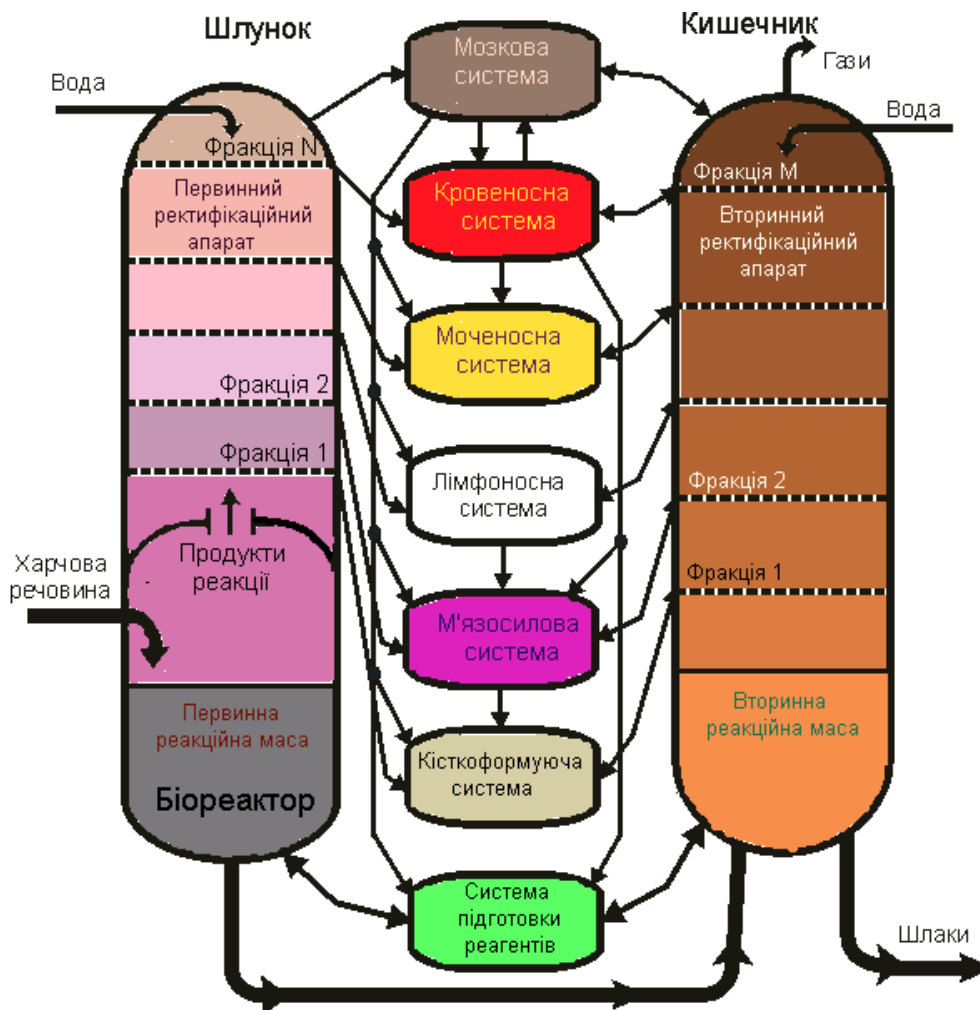 Шлунок
Кишечник
Мозкова
система
Гази
Вода
Вода
Фракція N
Фракція М
Первинний
ректифікаційний
апарат
Кровеносна
система
Вторинний
ректифікаційний
апарат
Моченосна
система
Фракція 2
Фракція 1
Лімфоносна
система
Фракція 2
Продукти
реакції
Харчова
речовина
Фракція 1
М'язосилова
система
Первинна
реакційна маса
Вторинна
реакційна маса
Кісткоформуюча
система
Біореактор
Система
підготовки
реагентів
Шлаки